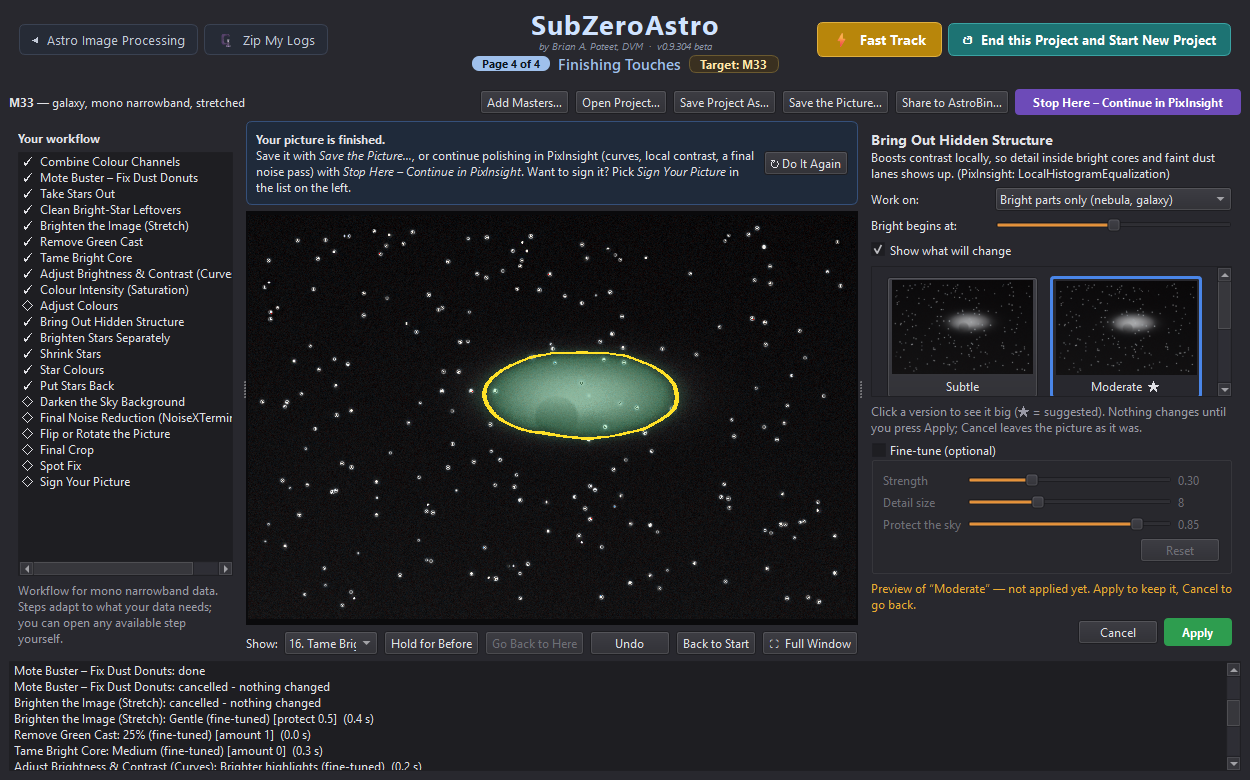 SubZeroAstro
by Brian A. Poteet, DVM · v0.9.304 beta
Astro Image Processing
Zip My Logs
Page 4 of 4
Finishing Touches
Target: M33
Fast Track
End this Project and Start New Project
M33 — galaxy, mono narrowband, stretched
Add Masters...
Open Project...
Save Project As...
Save the Picture...
Share to AstroBin...
Stop Here – Continue in PixInsight
Your workflow
✓ Combine Colour Channels
✓ Mote Buster – Fix Dust Donuts
✓ Take Stars Out
✓ Clean Bright-Star Leftovers
✓ Brighten the Image (Stretch)
✓ Remove Green Cast
✓ Tame Bright Core
✓ Adjust Brightness & Contrast (Curve
✓ Colour Intensity (Saturation)
◇ Adjust Colours
✓ Bring Out Hidden Structure
✓ Brighten Stars Separately
✓ Shrink Stars
✓ Star Colours
✓ Put Stars Back
◇ Darken the Sky Background
◇ Final Noise Reduction (NoiseXTermin
◇ Flip or Rotate the Picture
◇ Final Crop
◇ Spot Fix
◇ Sign Your Picture
Workflow for mono narrowband data.
Steps adapt to what your data needs;
you can open any available step
yourself.
Your picture is finished.
Save it with Save the Picture..., or continue polishing in PixInsight (curves, local contrast, a final
noise pass) with Stop Here – Continue in PixInsight. Want to sign it? Pick Sign Your Picture in
the list on the left.
↻ Do It Again
Show:
16. Tame Brig
Hold for Before
Go Back to Here
Undo
Back to Start
Full Window
Bring Out Hidden Structure
Boosts contrast locally, so detail inside bright cores and faint dust
lanes shows up. (PixInsight: LocalHistogramEqualization)
Work on:
Bright parts only (nebula, galaxy)
Bright begins at:
✓ Show what will change
Subtle
Moderate ★
Click a version to see it big (★ = suggested). Nothing changes until
you press Apply; Cancel leaves the picture as it was.
Fine-tune (optional)
Strength 0.30
Detail size 8
Protect the sky 0.85
Reset
Preview of “Moderate” — not applied yet. Apply to keep it, Cancel to
go back.
Cancel
Apply
Mote Buster – Fix Dust Donuts: done
Mote Buster – Fix Dust Donuts: cancelled - nothing changed
Brighten the Image (Stretch): cancelled - nothing changed
Brighten the Image (Stretch): Gentle (fine-tuned) [protect 0.5] (0.4 s)
Remove Green Cast: 25% (fine-tuned) [amount 1] (0.0 s)
Tame Bright Core: Medium (fine-tuned) [amount 0] (0.3 s)
Adjust Brightness & Contrast (Curves): Brighter highlights (fine-tuned) (0.2 s)